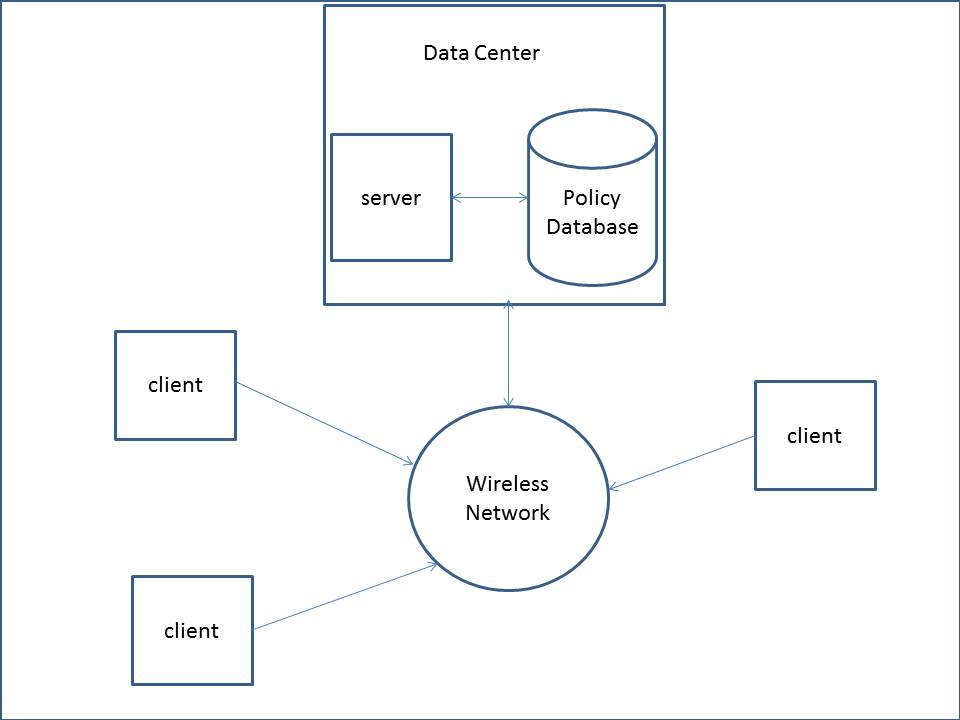 Data Center
server
Policy
Database
client
client
Wireless
Network
client